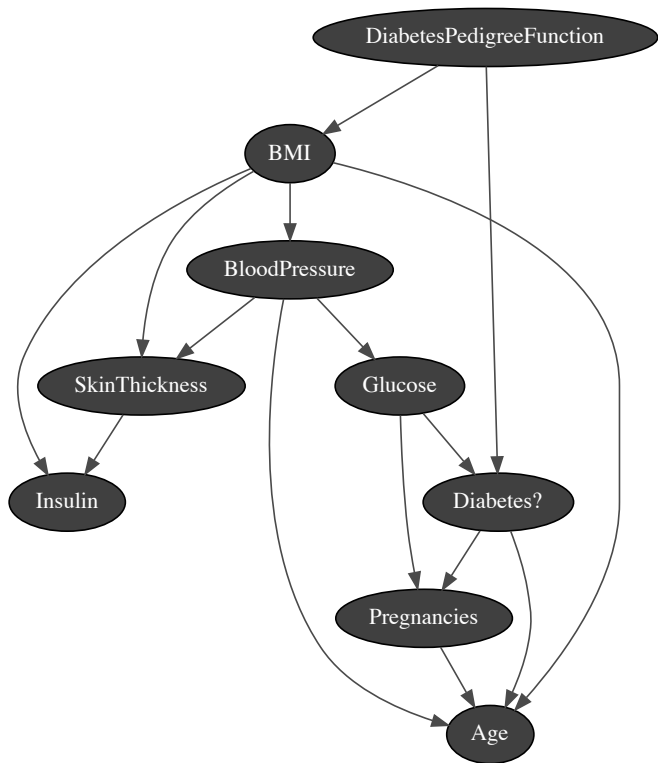 DiabetesPedigreeFunction
BMI
BloodPressure
SkinThickness
Glucose
Insulin
Diabetes?
Pregnancies
Age